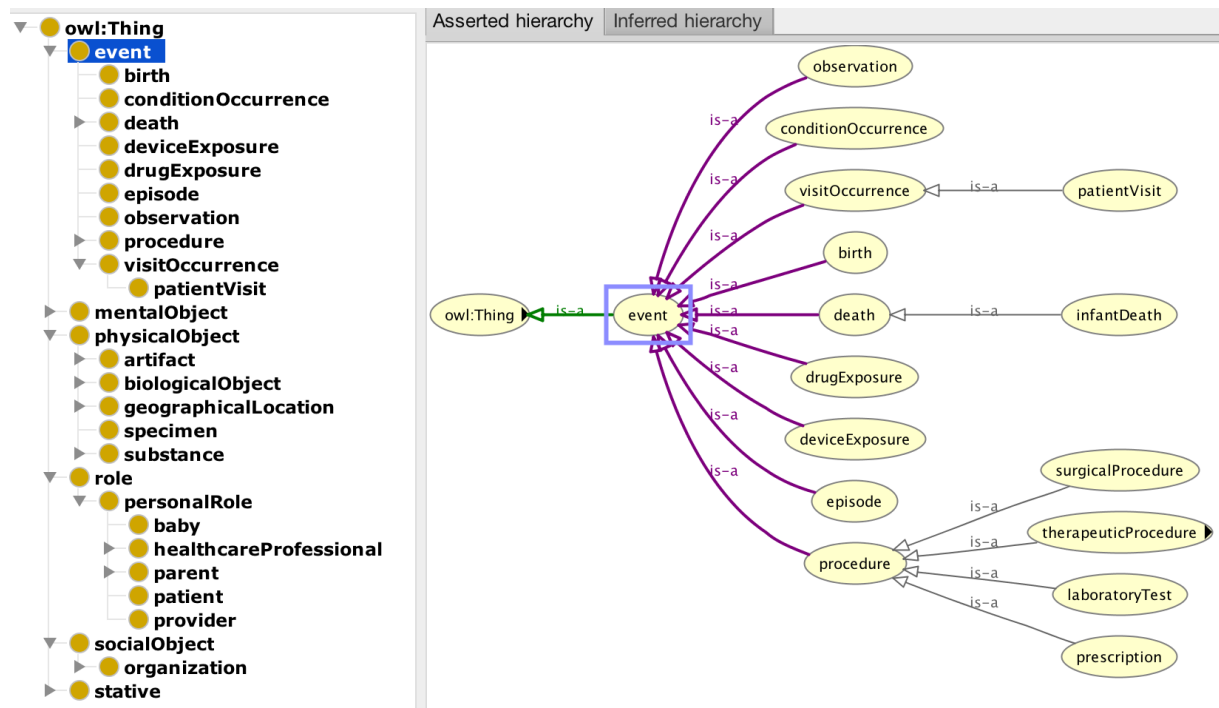 owl:Thing
event
birth
conditionOccurrence
death
deviceExposure
drugExposure
episode
observation
procedure
visitOccurrence
patientVisit
mentalObject
physicalObject
artifact
biologicalObject
geographicalLocation
specimen
substance
role
personalRole
baby
healthcareProfessional
parent
patient
provider
socialObject
organization
stative
Asserted hierarchy Inferred hierarchy
observation
is-a
conditionOccurrence
is-a
visitOccurrence is-a patientVisit
is-a
birth
is-a
owl:Thing is-a event is-a death is-a infantDeath
is-a
drugExposure
is-a
deviceExposure
is-a
surgicalProcedure
is-a
episode is-a
therapeuticProcedure
is-a
procedure is-a
laboratoryTest
is-a
prescription